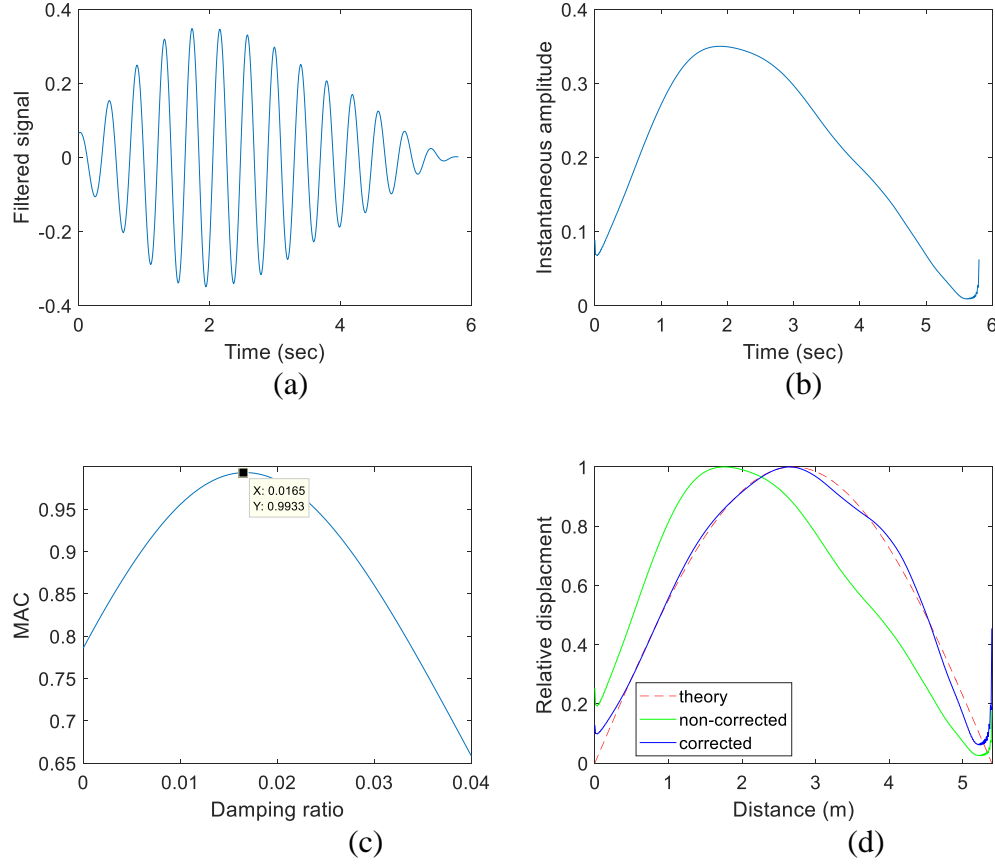 0.4
0.2
0
-0.2
-0.4
Filtered signal
0 2 4 6
Time (sec)
(a)
0.4
0.3
0.2
0.1
0
Instantaneous amplitude
0 1 2 3 4 5 6
Time (sec)
(b)
0.95
0.9
0.85
0.8
0.75
0.7
0.65
MAC
X: 0.0165
Y: 0.9933
0 0.01 0.02 0.03 0.04
Damping ratio
(c)
1
0.8
0.6
0.4
0.2
0
Relative displacment
theory
non-corrected
corrected
0 1 2 3 4 5
Distance (m)
(d)